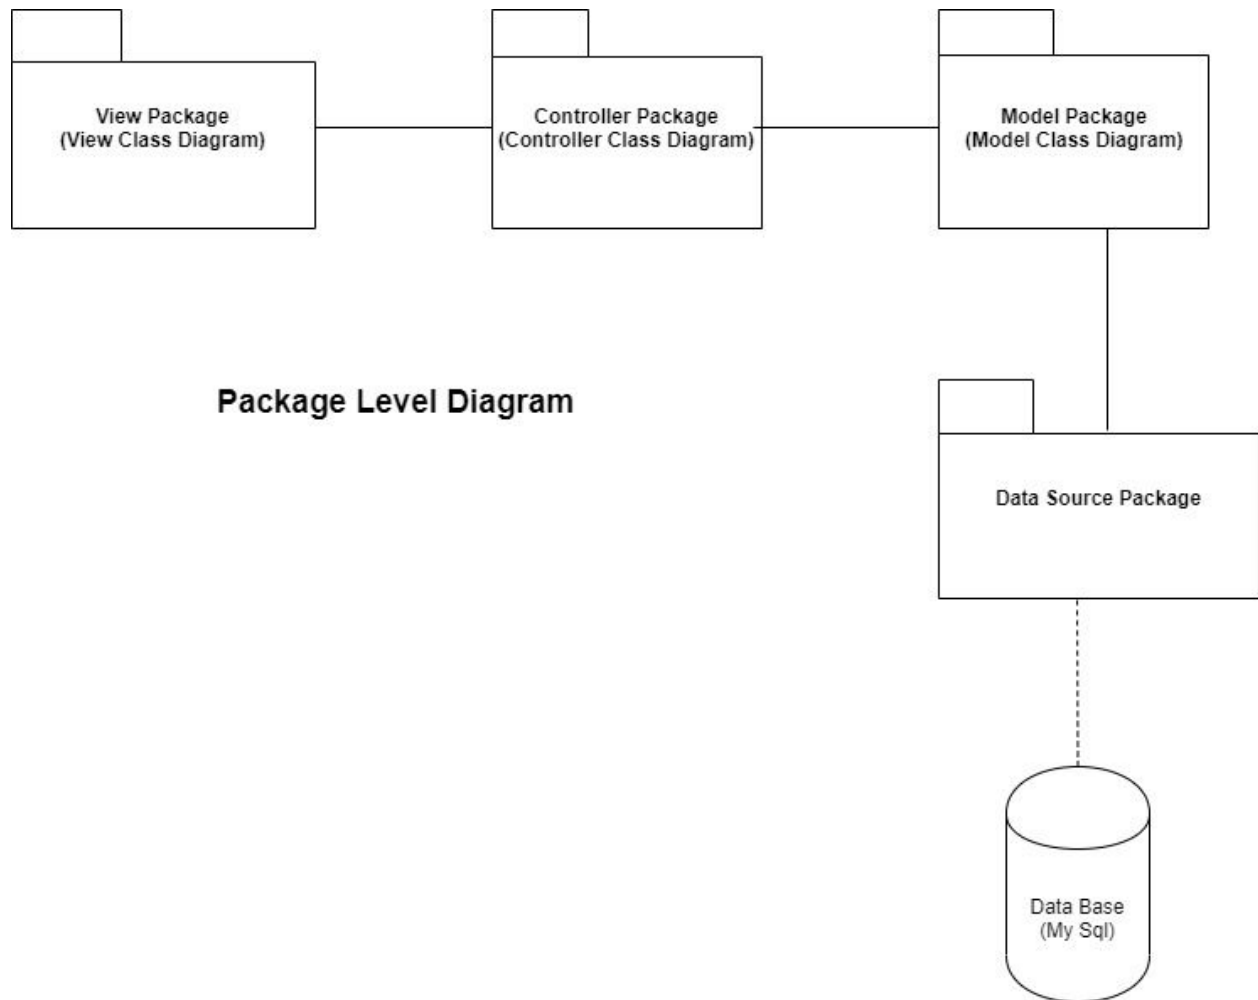 View Package
(View Class Diagram)
Controller Package
(Controller Class Diagram)
Model Package
(Model Class Diagram)
Package Level Diagram
Data Source Package
Data Base
(My Sql)